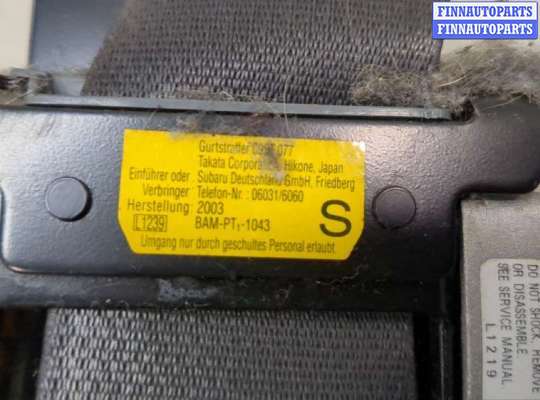 FINNAUTOPARTS
FINNAUTOPARTS
FINNAUTOPARTS
Gurtstraffer 077
Takata Hikone, Japan
Einführer oder Subaru Deutschland GmbH, Friedberg
Verbringer Telefon-Nr.: 06031/6060
Herstellung 2003
L1239 BAM-PT₁-1043 S
Umgang nur durch geschultes Personal erlaubt.
DO NOT SHOCK, REMOVE
OR DISASSEMBLE
SEE SERVICE MANUAL
L1219